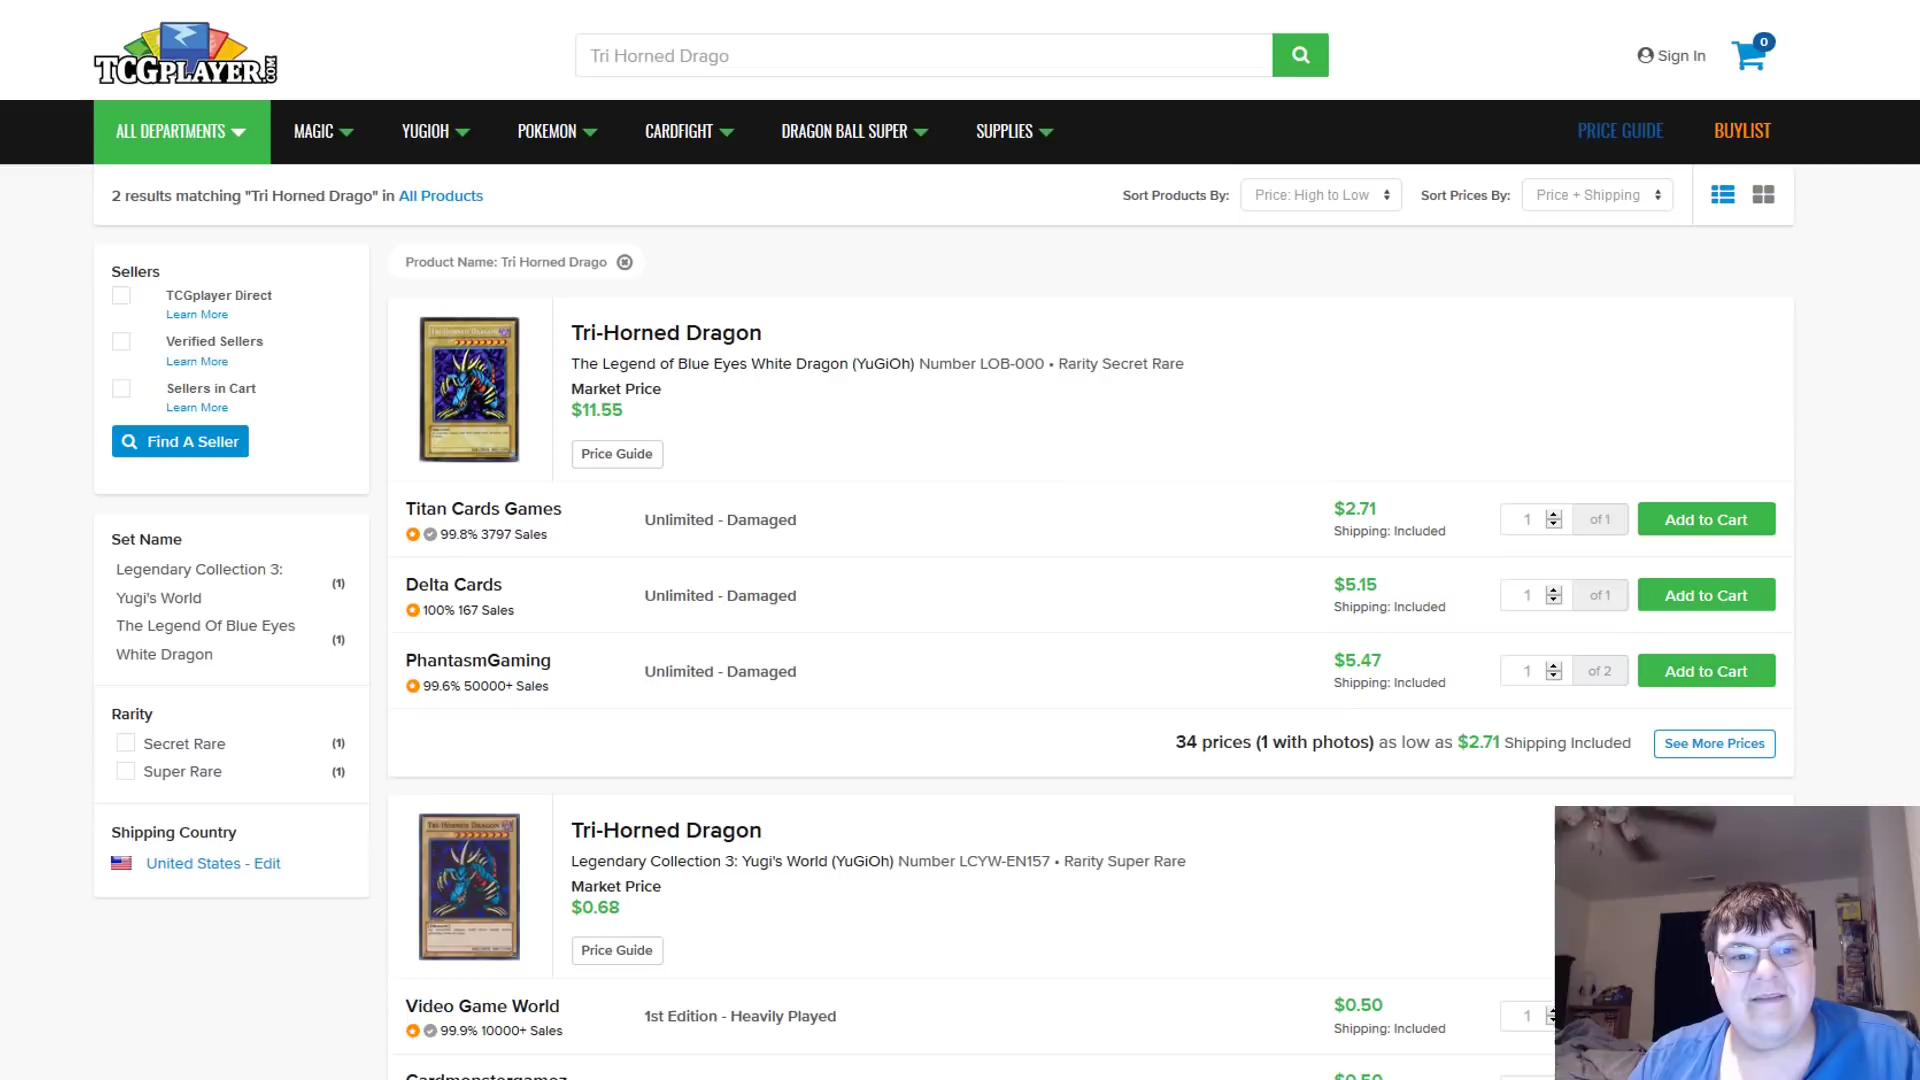 TCGPLAYER.COM
Tri Horned Drago
Sign In
0
ALL DEPARTMENTS
MAGIC
YUGIOH
POKEMON
CARDFIGHT
DRAGON BALL SUPER
SUPPLIES
PRICE GUIDE
BUYLIST
2 results matching "Tri Horned Drago" in All Products
Sort Products By:
Price: High to Low
Sort Prices By:
Price + Shipping
Sellers
TCGplayer Direct
Learn More
Verified Sellers
Learn More
Sellers in Cart
Learn More
Find A Seller
Set Name
Legendary Collection 3:
Yugi's World
(1)
The Legend Of Blue Eyes
White Dragon
(1)
Rarity
Secret Rare (1)
Super Rare (1)
Shipping Country
United States - Edit
Product Name: Tri Horned Drago
TRI-HORNED DRAGON
Tri-Horned Dragon
The Legend of Blue Eyes White Dragon (YuGiOh) Number LOB-000 • Rarity Secret Rare
Market Price
$11.55
Price Guide
Titan Cards Games
99.8% 3797 Sales
Unlimited - Damaged
$2.71
Shipping: Included
1 of 1
Add to Cart
Delta Cards
100% 167 Sales
Unlimited - Damaged
$5.15
Shipping: Included
1 of 1
Add to Cart
PhantasmGaming
99.6% 50000+ Sales
Unlimited - Damaged
$5.47
Shipping: Included
1 of 2
Add to Cart
34 prices (1 with photos) as low as $2.71 Shipping Included
See More Prices
TRI-HORNED DRAGON
Tri-Horned Dragon
Legendary Collection 3: Yugi's World (YuGiOh) Number LCYW-EN157 • Rarity Super Rare
Market Price
$0.68
Price Guide
Video Game World
99.9% 10000+ Sales
1st Edition - Heavily Played
$0.50
Shipping: Included
1
Cardmonstergamez
$0.50